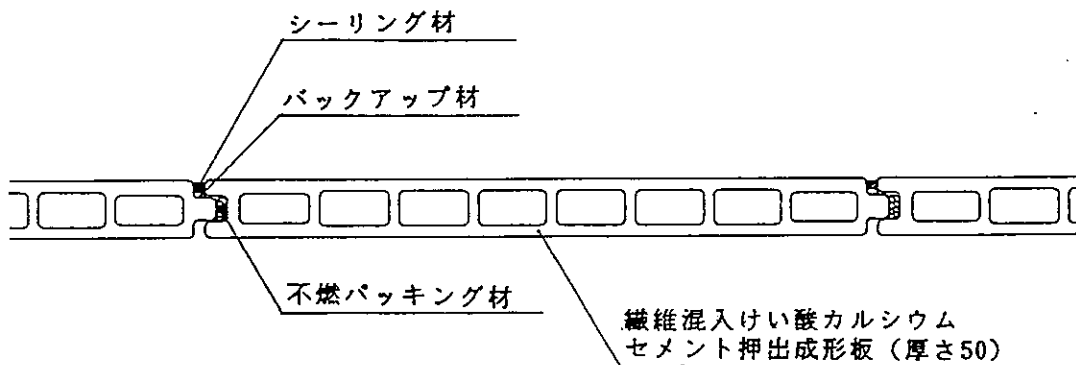 シーリング材
バックアップ材
不燃パッキング材
繊維混入けい酸カルシウム
セメント押出成形板（厚さ50）